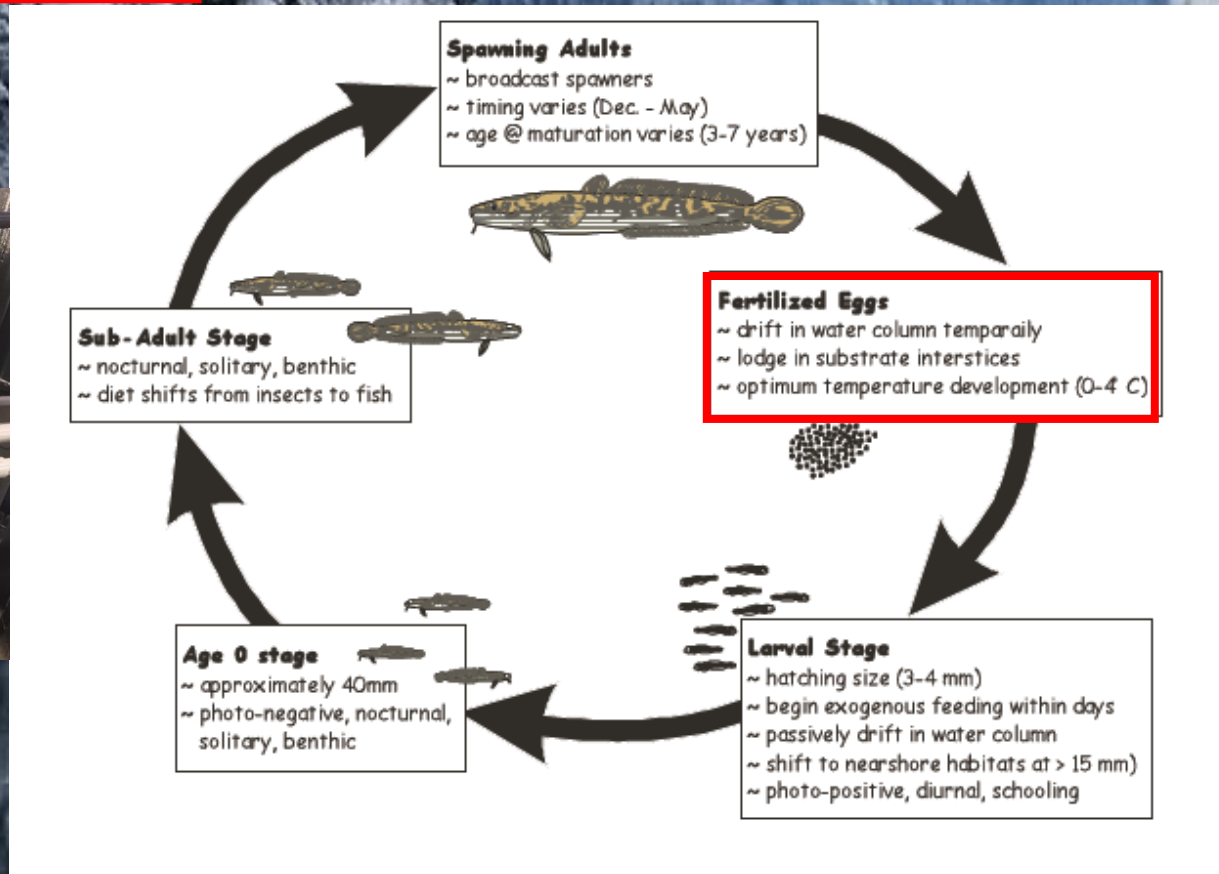 Spawning Adults
~ broadcast spawners
~ timing varies (Dec. - May)
~ age @ maturation varies (3-7 years)
Fertilized Eggs
~ drift in water column temparaily
~ lodge in substrate interstices
~ optimum temperature development (0-4° C)
Larval Stage
~ hatching size (3-4 mm)
~ begin exogenous feeding within days
~ passively drift in water column
~ shift to nearshore habitats at > 15 mm)
~ photo-positive, diurnal, schooling
Age 0 stage
~ approximately 40mm
~ photo-negative, nocturnal,
solitary, benthic
Sub-Adult Stage
~ nocturnal, solitary, benthic
~ diet shifts from insects to fish